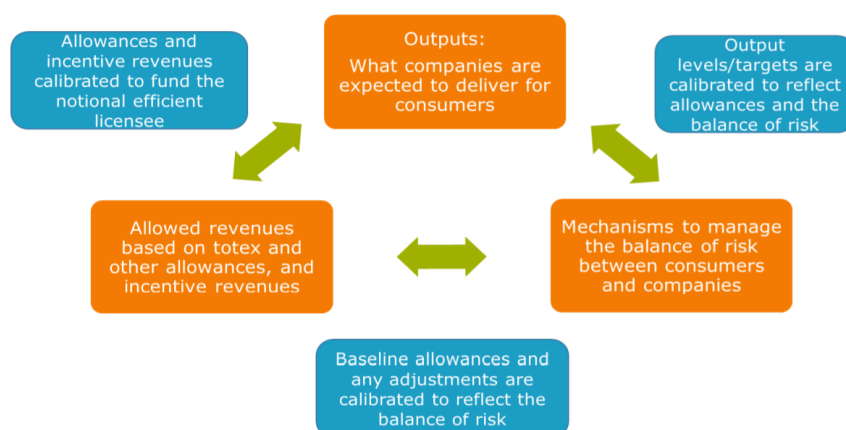 Allowances and
incentive revenues
calibrated to fund the
notional efficient
licensee
Outputs:
What companies are
expected to deliver for
consumers
Output
levels/targets are
calibrated to reflect
allowances and the
balance of risk
Allowed revenues
based on totex and
other allowances, and
incentive revenues
Mechanisms to manage
the balance of risk
between consumers
and companies
Baseline allowances and
any adjustments are
calibrated to reflect the
balance of risk